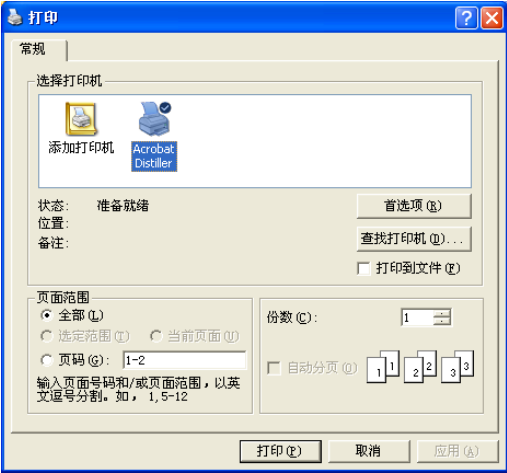 打印
常规
选择打印机
添加打印机
Acrobat
Distiller
状态: 准备就绪
位置:
备注:
首选项(R)
查找打印机(D)...
打印到文件(F)
页面范围
全部(L)
选定范围(T) 当前页面(U)
页码(G): 1-2
输入页面号码和/或页面范围，以英
文逗号分割。如，1,5-12
份数(C): 1
自动分页(O) 1 1 2 2 3 3
打印(P) 取消 应用(A)